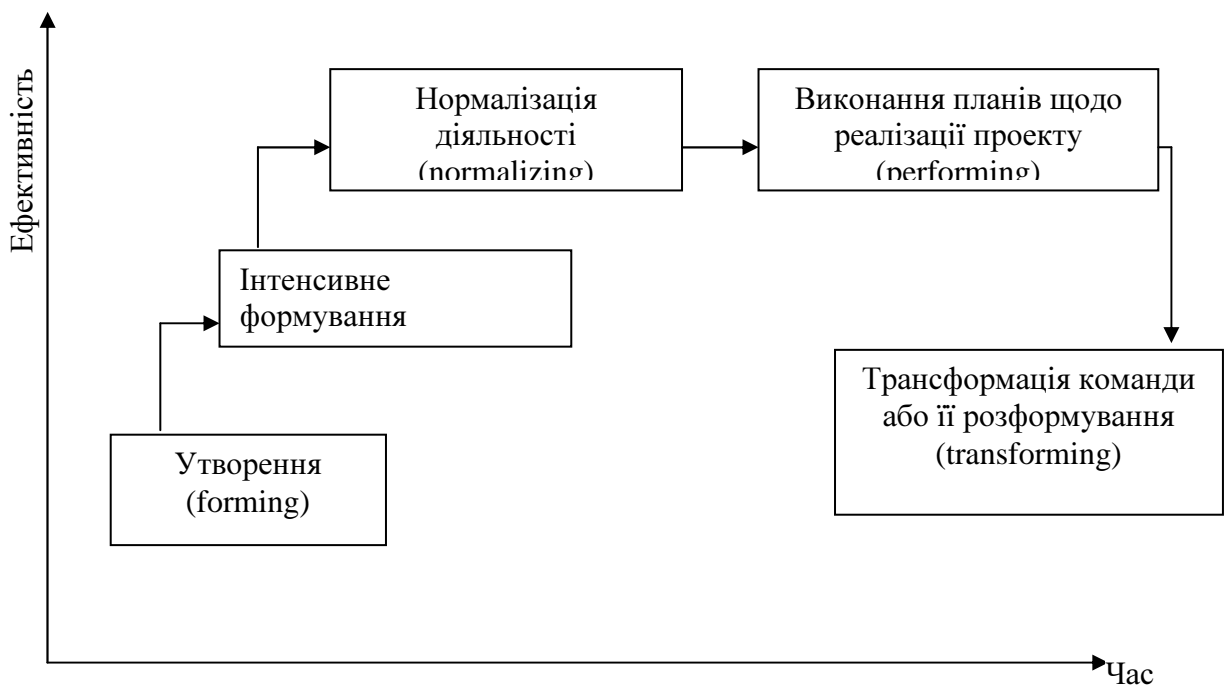 Ефективність
Нормалізація
діяльності
(normalizing)
Виконання планів щодо
реалізації проекту
(performing)
Інтенсивне
формування
Трансформація команди
або її розформування
(transforming)
Утворення
(forming)
Час